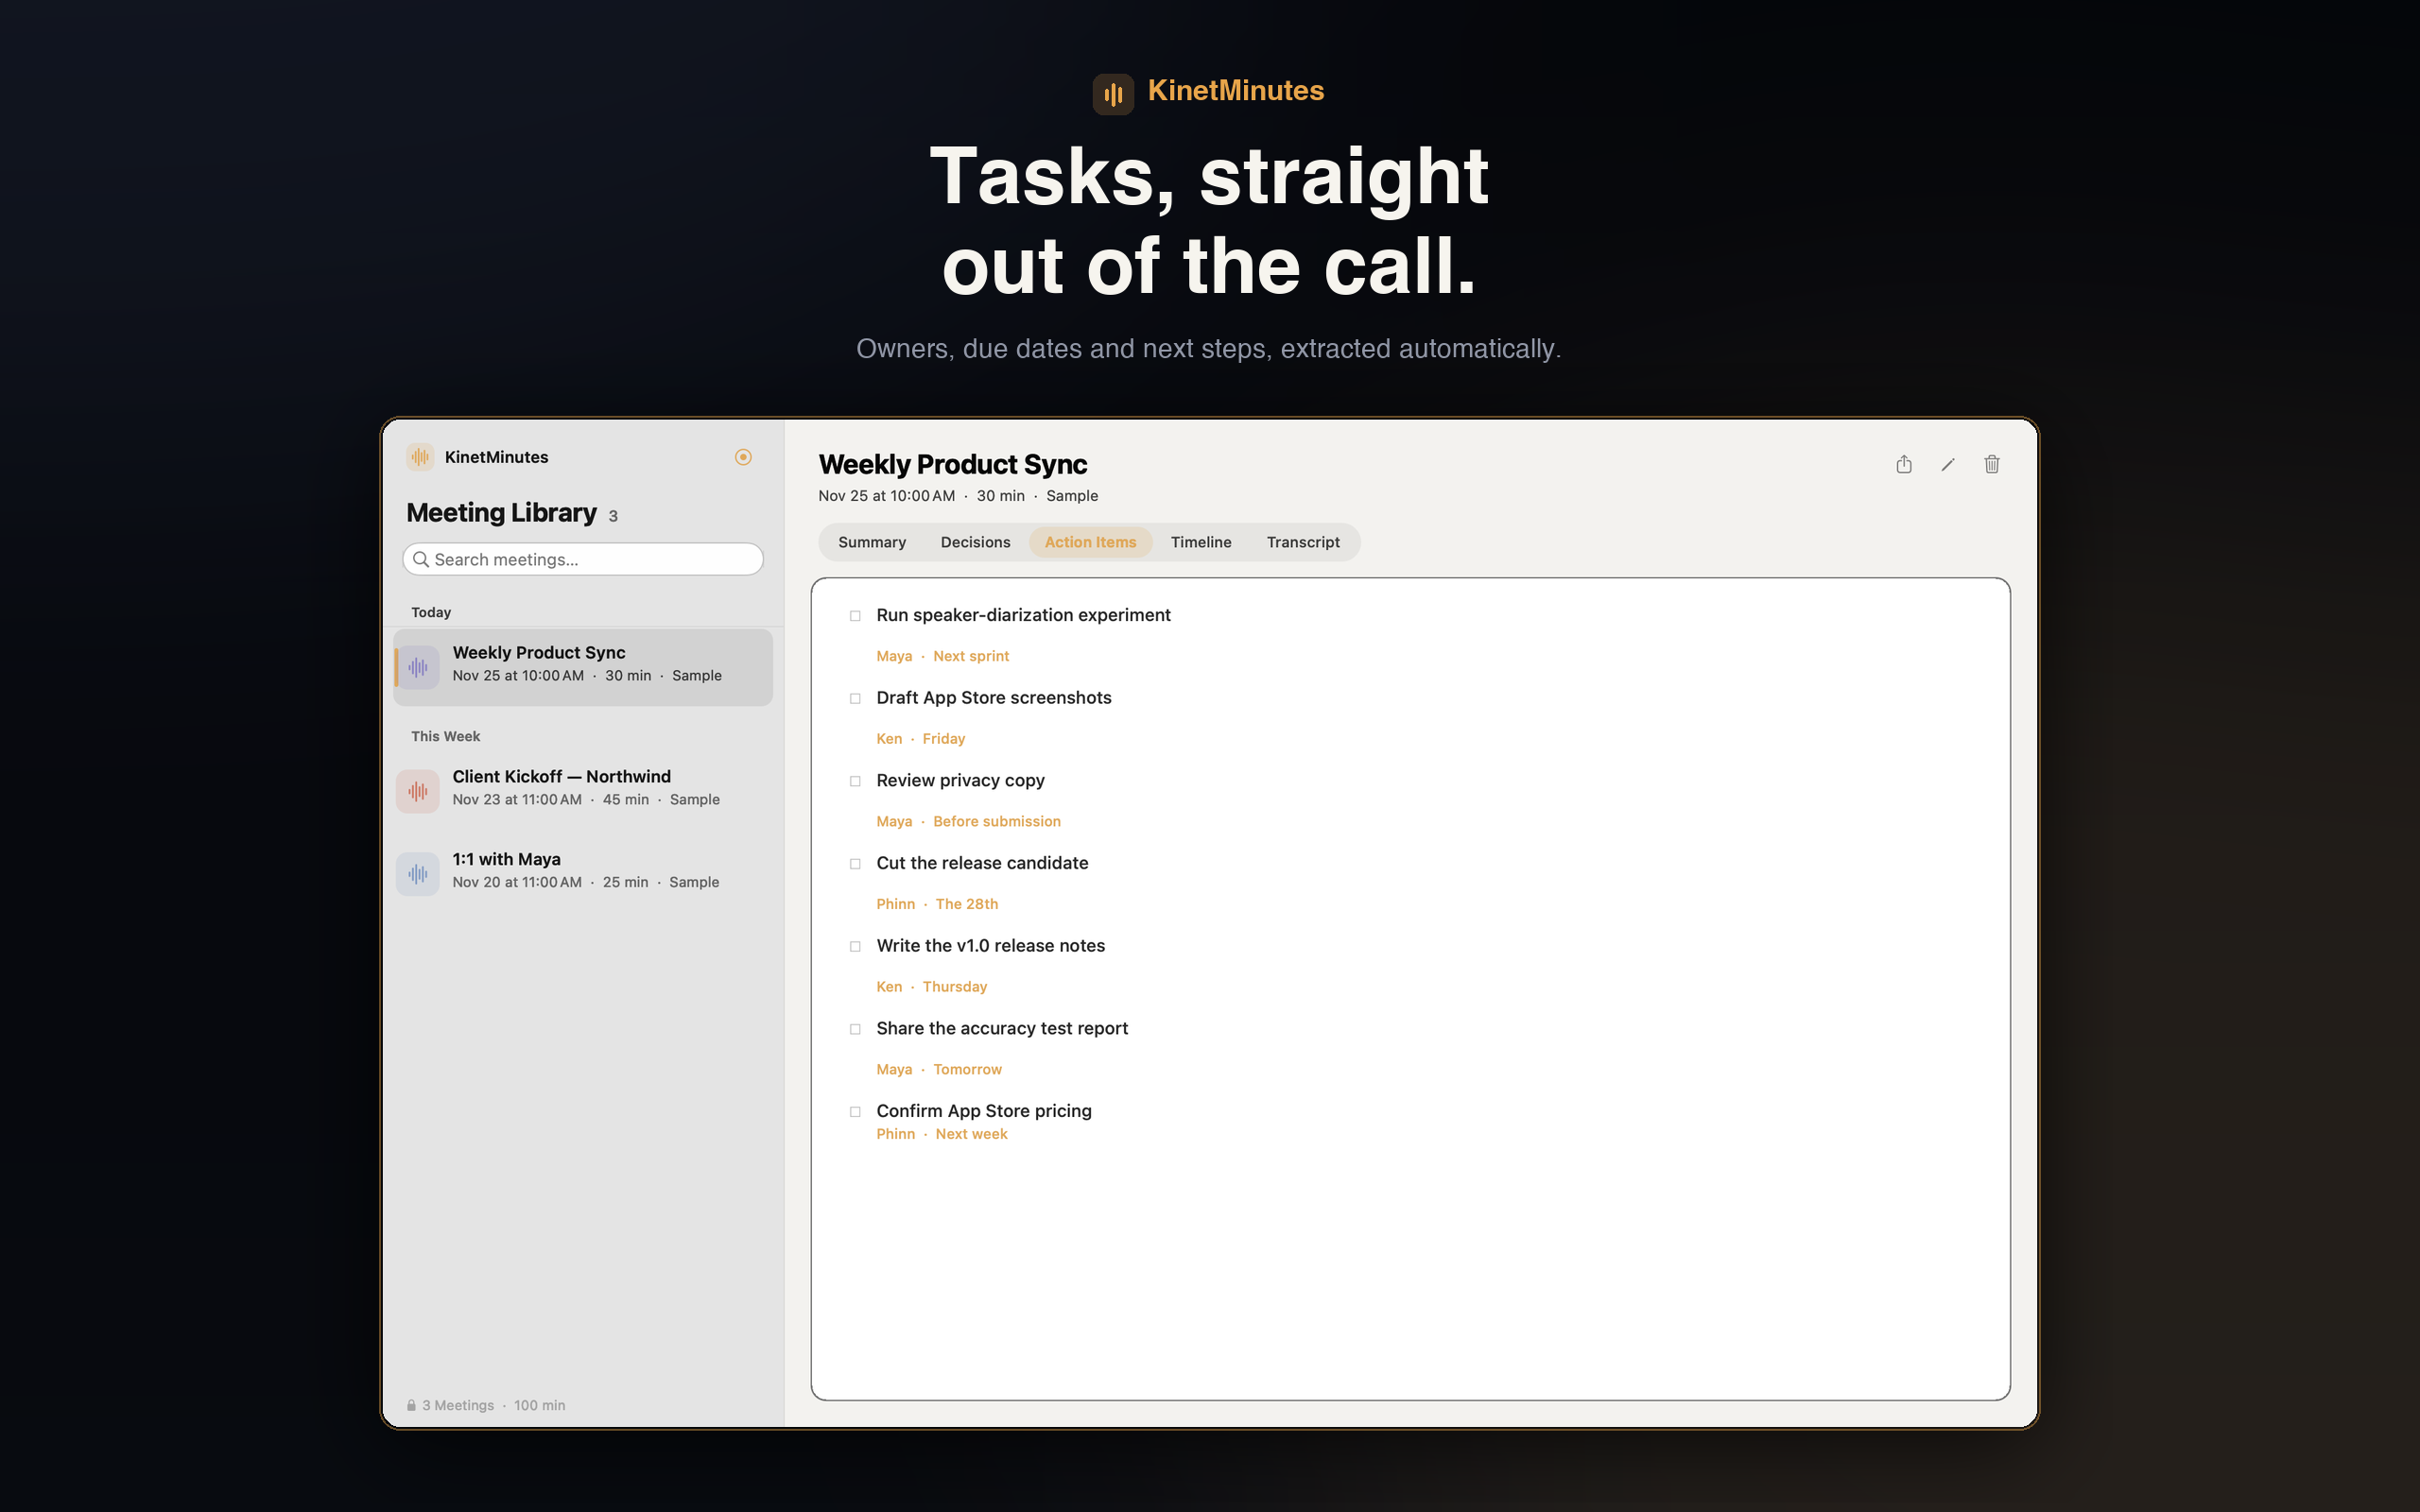 KinetMinutes
Tasks, straight
out of the call.
Owners, due dates and next steps, extracted automatically.
KinetMinutes
Meeting Library 3
Search meetings...
Today
Weekly Product Sync
Nov 25 at 10:00 AM · 30 min · Sample
This Week
Client Kickoff — Northwind
Nov 23 at 11:00 AM · 45 min · Sample
1:1 with Maya
Nov 20 at 11:00 AM · 25 min · Sample
3 Meetings · 100 min
Weekly Product Sync
Nov 25 at 10:00 AM · 30 min · Sample
Summary Decisions Action Items Timeline Transcript
Run speaker-diarization experiment
Maya · Next sprint
Draft App Store screenshots
Ken · Friday
Review privacy copy
Maya · Before submission
Cut the release candidate
Phinn · The 28th
Write the v1.0 release notes
Ken · Thursday
Share the accuracy test report
Maya · Tomorrow
Confirm App Store pricing
Phinn · Next week